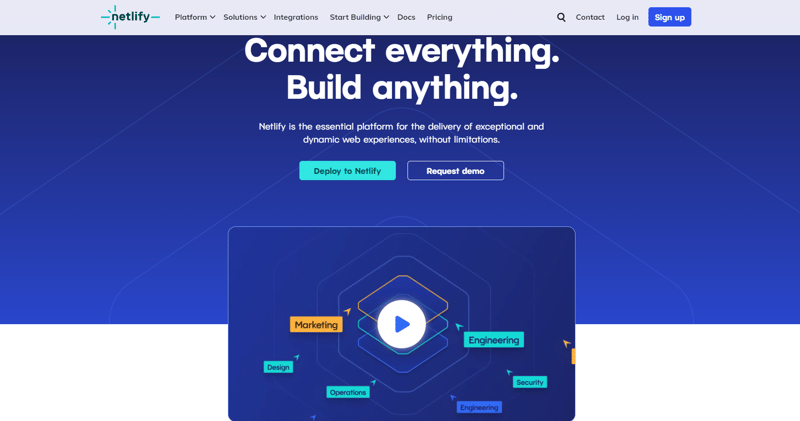 netlify
Platform
Solutions
Integrations
Start Building
Docs
Pricing
Contact
Log in
Sign up
Connect everything.
Build anything.
Netlify is the essential platform for the delivery of exceptional and
dynamic web experiences, without limitations.
Deploy to Netlify
Request demo
Marketing
Engineering
Design
Security
Operations
Engineering